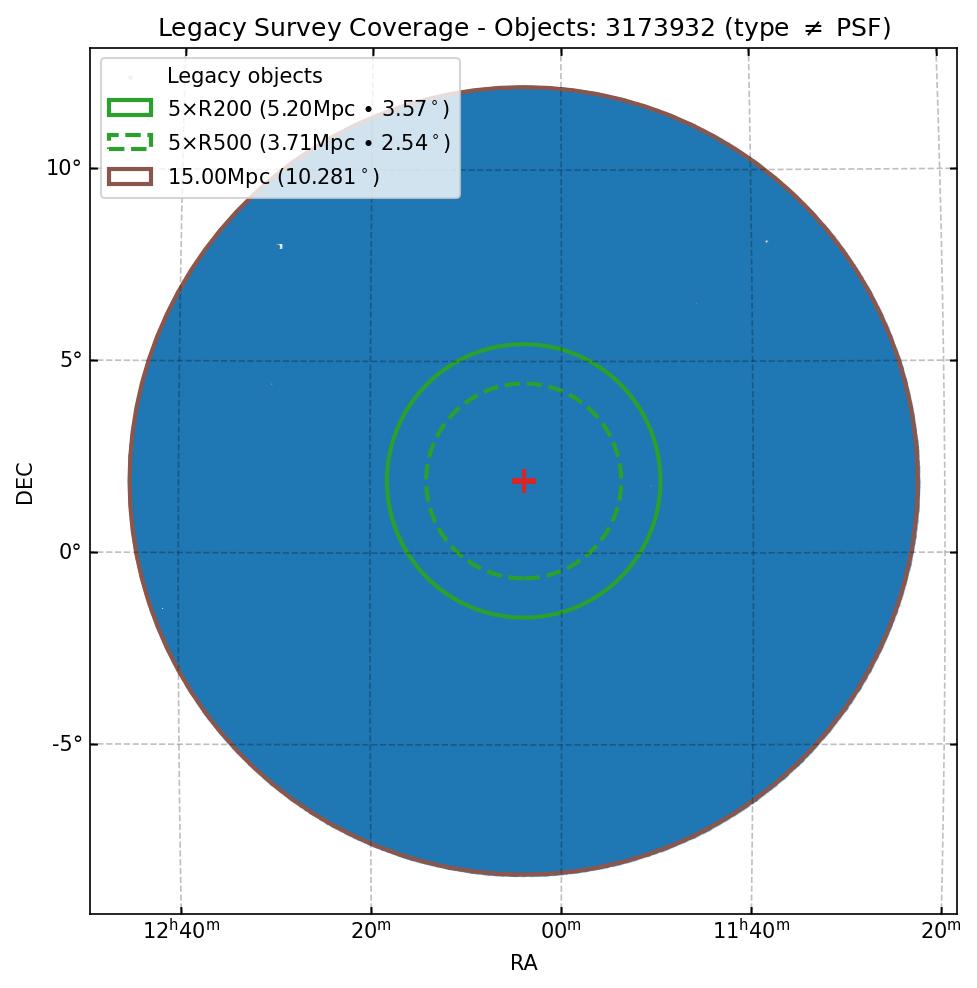 Legacy Survey Coverage - Objects: 3173932 (type ≠ PSF)
Legacy objects
5×R200 (5.20Mpc • 3.57°)
5×R500 (3.71Mpc • 2.54°)
15.00Mpc (10.281°)
10°
5°
0°
-5°
DEC
12ʰ40ᵐ
20ᵐ
00ᵐ
11ʰ40ᵐ
20ᵐ
RA